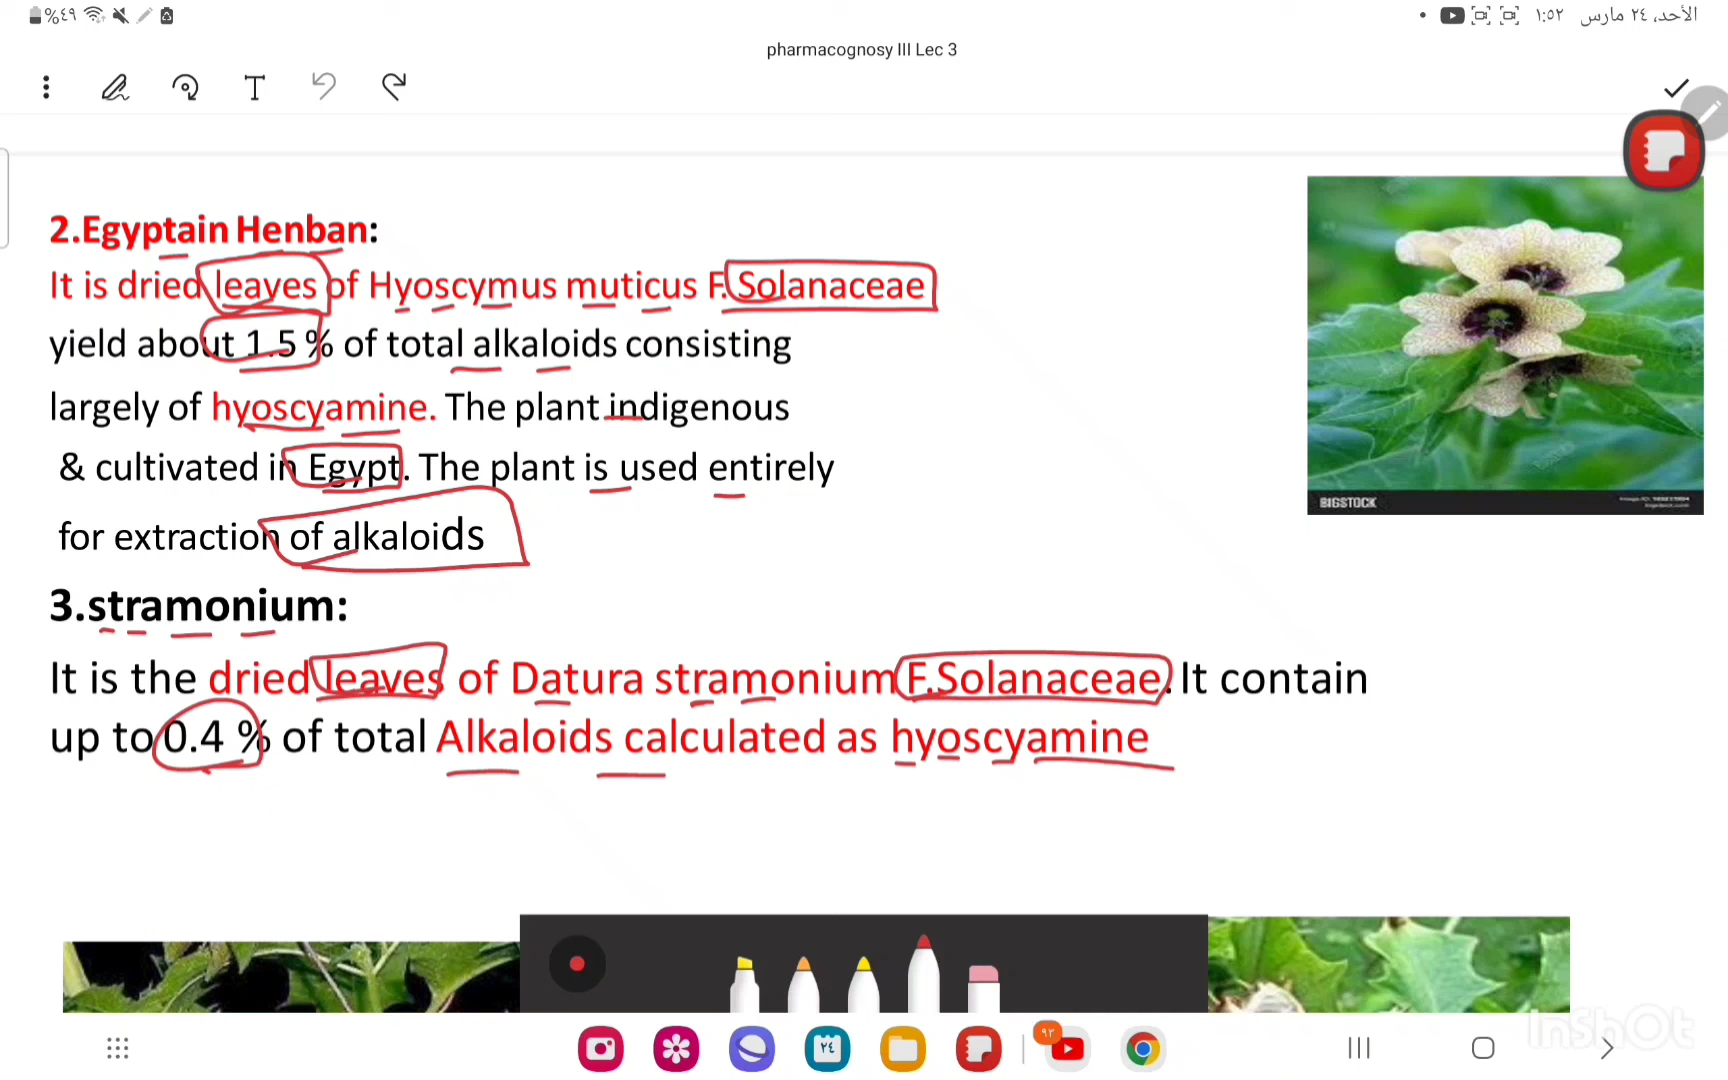 %٤٩
• ١:٥٢ الأحد، ٢٤ مارس
pharmacognosy III Lec 3
T
2.Egyptain Henban:
It is dried leaves of Hyoscymus muticus F. Solanaceae
yield about 1.5 % of total alkaloids consisting
largely of hyoscyamine. The plant indigenous
& cultivated in Egypt. The plant is used entirely
for extraction of alkaloids
BIGSTOCK
3.stramonium:
It is the dried leaves of Datura stramonium F.Solanaceae. It contain
up to 0.4 % of total Alkaloids calculated as hyoscyamine
٢٤
٩٣
InShOt